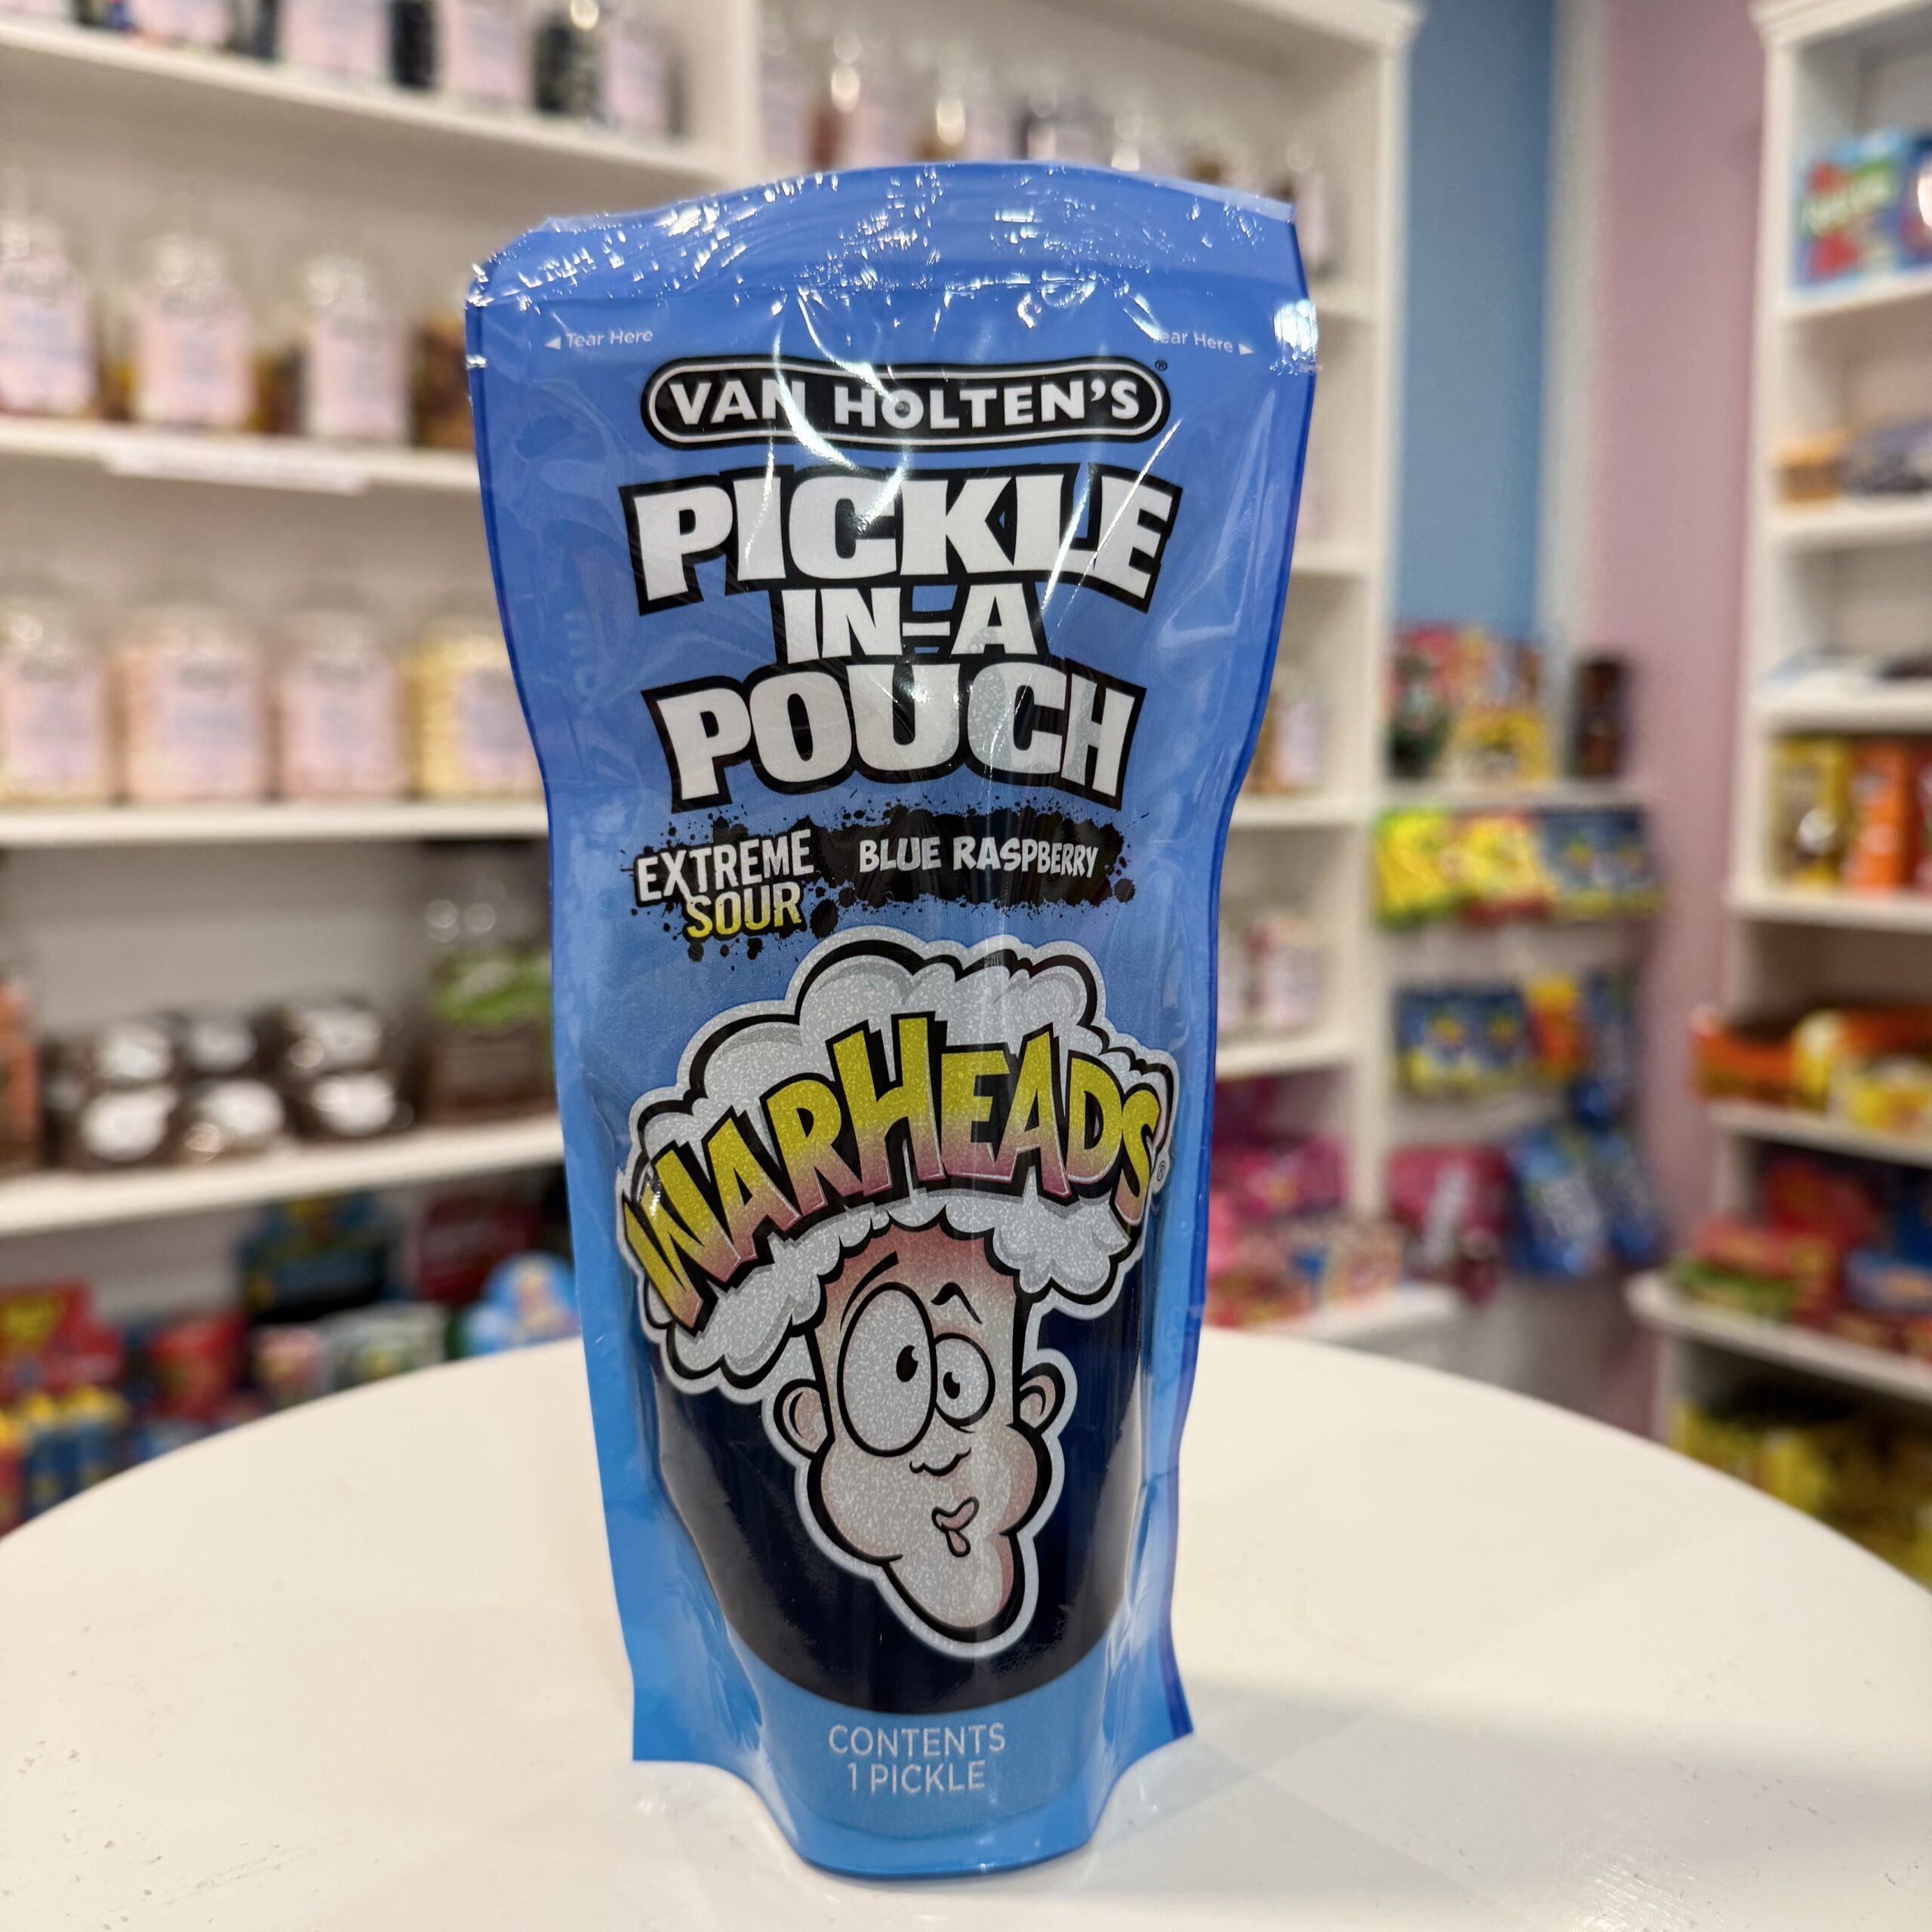 Tear Here ear Here
VAN HOLTEN'S®
PICKLE
IN-A
POUCH
EXTREME
SOUR
BLUE RASPBERRY
WARHEADS®
CONTENTS
1 PICKLE